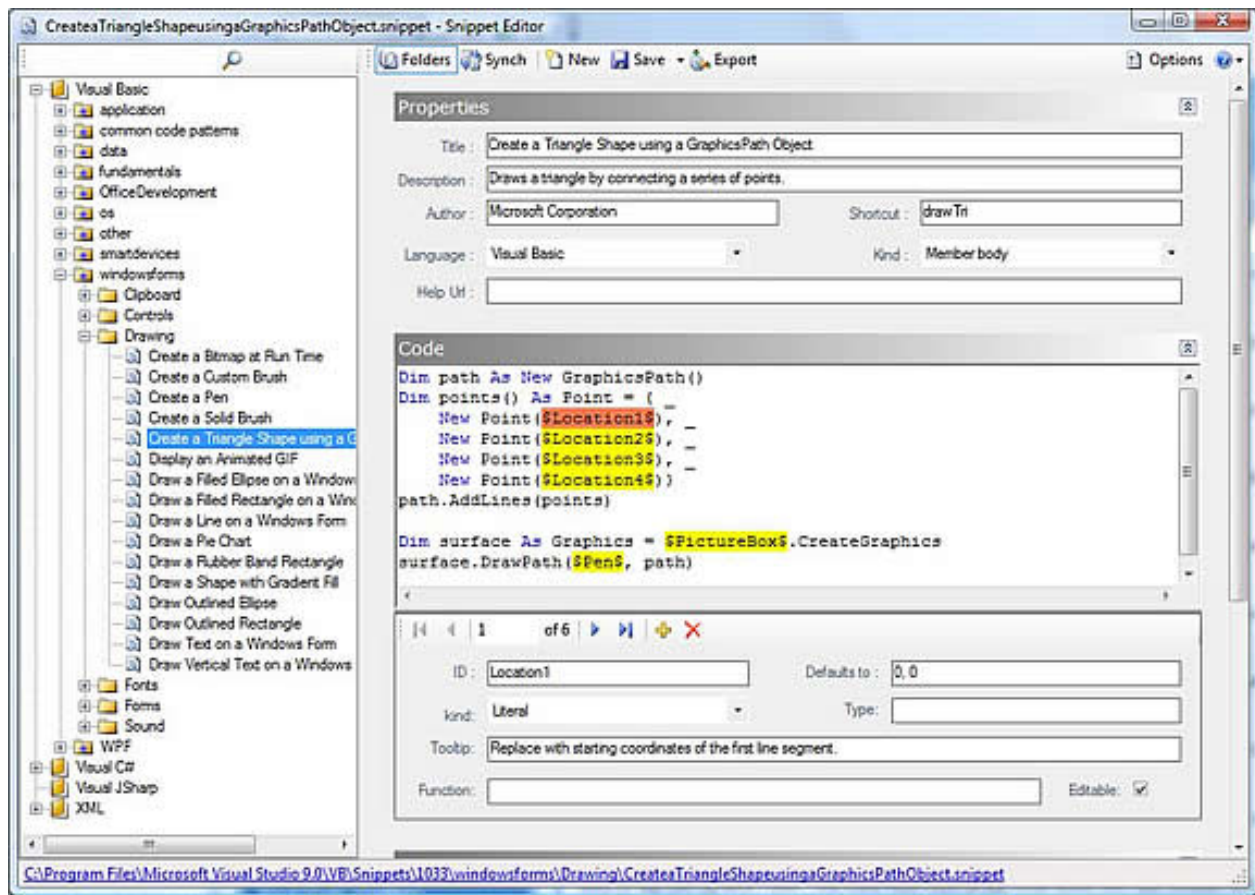 CreateaTriangleShapeusingaGraphicsPathObject.snippet - Snippet Editor
Folders Synch New Save Export Options
Visual Basic
application
common code patterns
data
fundamentals
OfficeDevelopment
os
other
smartdevices
windowsforms
Clipboard
Controls
Drawing
Create a Bitmap at Run Time
Create a Custom Brush
Create a Pen
Create a Solid Brush
Create a Triangle Shape using a G
Display an Animated GIF
Draw a Filled Ellipse on a Window
Draw a Filled Rectangle on a Wind
Draw a Line on a Windows Form
Draw a Pie Chart
Draw a Rubber Band Rectangle
Draw a Shape with Gradient Fill
Draw Outlined Ellipse
Draw Outlined Rectangle
Draw Text on a Windows Form
Draw Vertical Text on a Windows
Fonts
Forms
Sound
WPF
Visual C#
Visual JSharp
XML
Properties
Title : Create a Triangle Shape using a GraphicsPath Object
Description : Draws a triangle by connecting a series of points.
Author : Microsoft Corporation Shortcut : drawTri
Language : Visual Basic Kind : Member body
Help Url :
Code
Dim path As New GraphicsPath()
Dim points() As Point = { _
New Point($Location1$), _
New Point($Location2$), _
New Point($Location3$), _
New Point($Location4$)}
path.AddLines(points)
Dim surface As Graphics = $PictureBox$.CreateGraphics
surface.DrawPath($Pen$, path)
1 of 6
ID : Location1 Defaults to : 0, 0
kind: Literal Type:
Tooltip: Replace with starting coordinates of the first line segment.
Function: Editable:
C:\Program Files\Microsoft Visual Studio 9.0\VB\Snippets\1033\windowsforms\Drawing\CreateaTriangleShapeusingaGraphicsPathObject.snippet